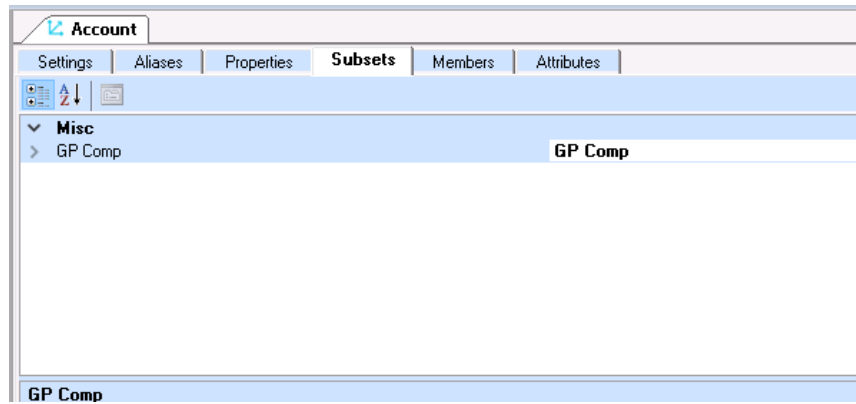 Account
Settings Aliases Properties Subsets Members Attributes
A Z
Misc
GP Comp GP Comp
GP Comp